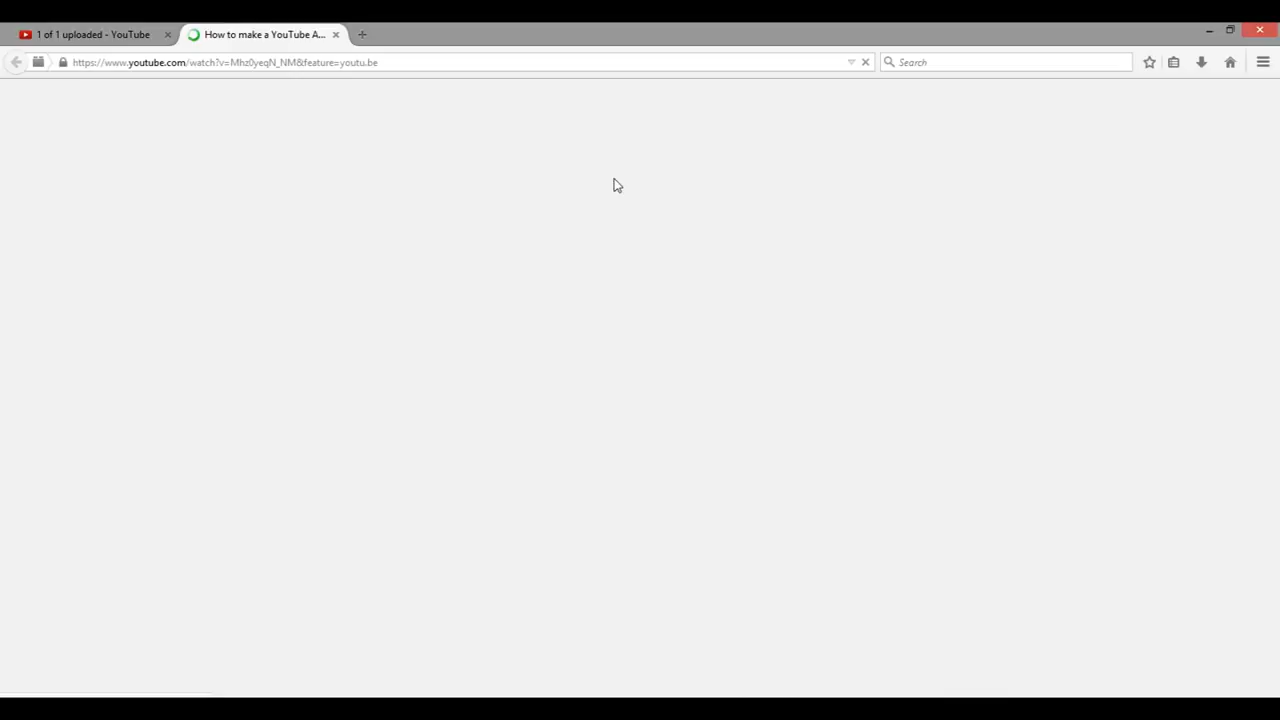 1 of 1 uploaded - YouTube
How to make a YouTube A...
https://www.youtube.com/watch?v=Mhz0yeqN_NM&feature=youtu.be
Search